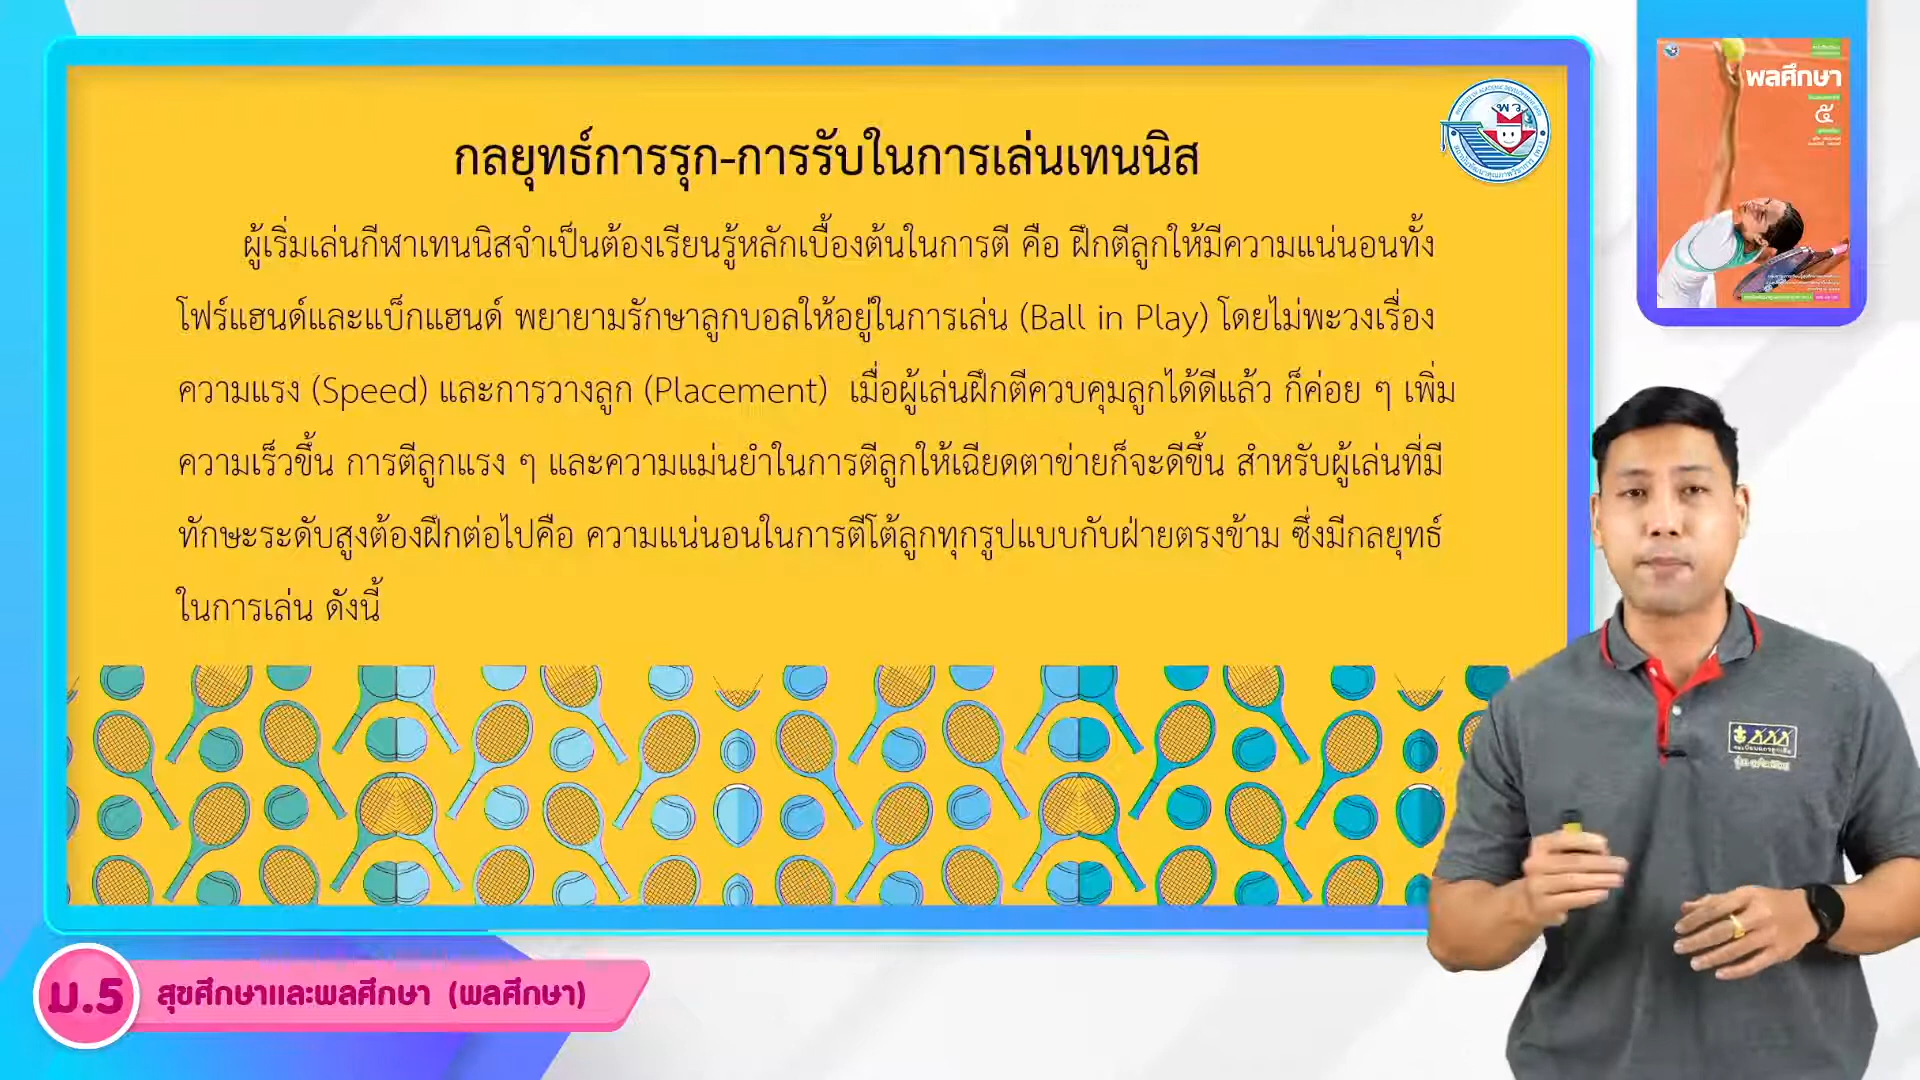 กลยุทธ์การรุก-การรับในการเล่นเทนนิส
ผู้เริ่มเล่นกีฬาเทนนิสจำเป็นต้องเรียนรู้หลักเบื้องต้นในการตี คือ ฝึกตีลูกให้มีความแน่นอนทั้ง
โฟร์แฮนด์และแบ็กแฮนด์ พยายามรักษาลูกบอลให้อยู่ในการเล่น (Ball in Play) โดยไม่พะวงเรื่อง
ความแรง (Speed) และการวางลูก (Placement) เมื่อผู้เล่นฝึกตีควบคุมลูกได้ดีแล้ว ก็ค่อย ๆ เพิ่ม
ความเร็วขึ้น การตีลูกแรง ๆ และความแม่นยำในการตีลูกให้เฉียดตาข่ายก็จะดีขึ้น สำหรับผู้เล่นที่มี
ทักษะระดับสูงต้องฝึกต่อไปคือ ความแน่นอนในการตีโต้ลูกทุกรูปแบบกับฝ่ายตรงข้าม ซึ่งมีกลยุทธ์
ในการเล่น ดังนี้
พว.
พลศึกษา
๕
ม.5 สุขศึกษาและพลศึกษา (พลศึกษา)